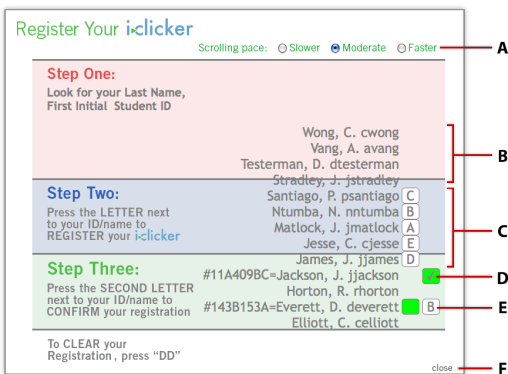 Register Your i>clicker
Scrolling pace: Slower Moderate Faster
A
Step One:
Look for your Last Name,
First Initial Student ID
Wong, C. cwong
Vang, A. avang
Testerman, D. dtesterman
Stradley, J. jstradley
B
Step Two:
Press the LETTER next
to your ID/name to
REGISTER your i>clicker
Santiago, P. psantiago C
Ntumba, N. nntumba B
Matlock, J. jmatlock A
Jesse, C. cjesse E
James, J. jjames D
C
Step Three:
Press the SECOND LETTER
next to your ID/name to
CONFIRM your registration
#11A409BC=Jackson, J. jjackson
D
Horton, R. rhorton
#143B153A=Everett, D. deverett B
E
Elliott, C. celliott
To CLEAR your
Registration, press “DD”
close
F